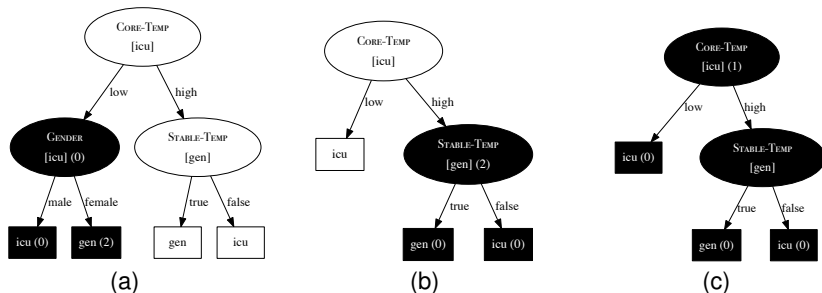 CORE-TEMP
[icu]
low
high
GENDER
[icu] (0)
STABLE-TEMP
[gen]
male
female
true
false
icu (0)
gen (2)
gen
icu
(a)
CORE-TEMP
[icu]
low
high
icu
STABLE-TEMP
[gen] (2)
true
false
gen (0)
icu (0)
(b)
CORE-TEMP
[icu] (1)
low
high
icu (0)
STABLE-TEMP
[gen]
true
false
gen (0)
icu (0)
(c)